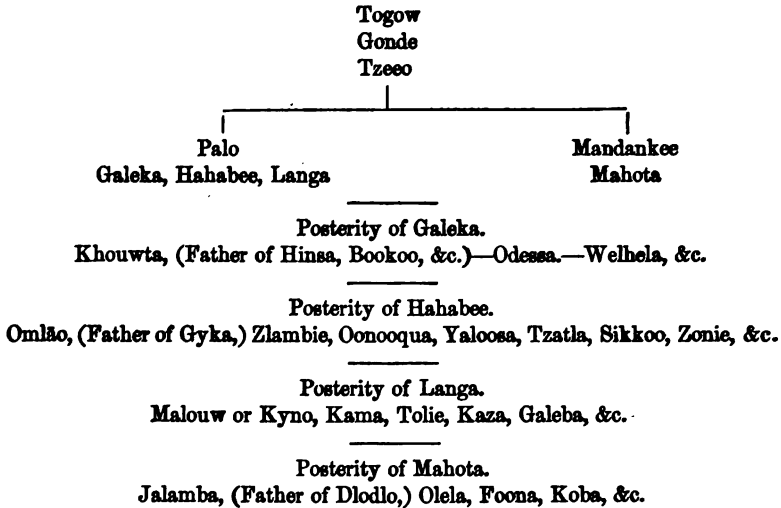 Togow
Gonde
Tzeeo
Palo
Mandankee
Galeka, Hahabee, Langa
Mahota
Posterity of Galeka.
Khouwta, (Father of Hinsa, Bookoo, &c.)—Odessa.—Welhela, &c.
Posterity of Hahabee.
Omlāo, (Father of Gyka,) Zlambie, Oonooqua, Yaloosa, Tzatla, Sikkoo, Zonie, &c.
Posterity of Langa.
Malouw or Kyno, Kama, Tolie, Kaza, Galeba, &c.
Posterity of Mahota.
Jalamba, (Father of Dlodlo,) Olela, Foona, Koba, &c.